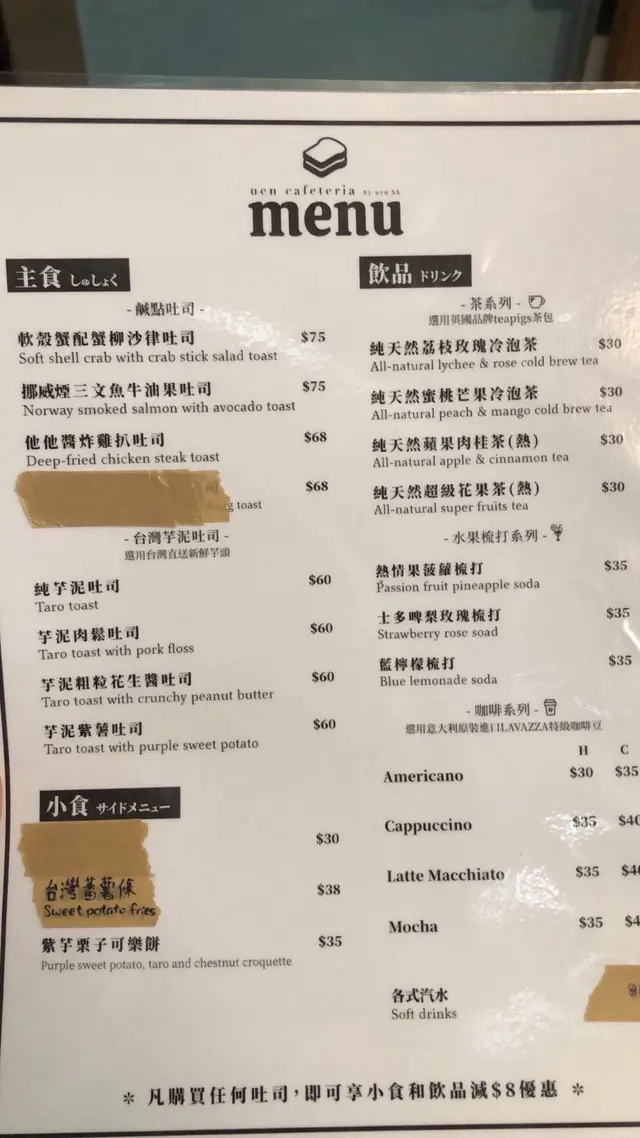 uen cafeteria by uen hk
menu
主食 しゅしょく
- 鹹點吐司 -
軟殼蟹配蟹柳沙律吐司 $75
Soft shell crab with crab stick salad toast
挪威煙三文魚牛油果吐司 $75
Norway smoked salmon with avocado toast
他他醬炸雞扒吐司 $68
Deep-fried chicken steak toast
$68
toast
- 台灣芋泥吐司 -
選用台灣直送新鮮芋頭
純芋泥吐司 $60
Taro toast
芋泥肉鬆吐司 $60
Taro toast with pork floss
芋泥粗粒花生醬吐司 $60
Taro toast with crunchy peanut butter
芋泥紫薯吐司 $60
Taro toast with purple sweet potato
小食 サイドメニュー
$30
台灣蕃薯條 $38
Sweet potato fries
紫芋栗子可樂餅 $35
Purple sweet potato, taro and chestnut croquette
飲品 ドリンク
- 茶系列 -
選用英國品牌teapigs茶包
純天然荔枝玫瑰冷泡茶 $30
All-natural lychee & rose cold brew tea
純天然蜜桃芒果冷泡茶 $30
All-natural peach & mango cold brew tea
純天然蘋果肉桂茶(熱) $30
All-natural apple & cinnamon tea
純天然超級花果茶(熱) $30
All-natural super fruits tea
- 水果梳打系列 -
熱情果菠蘿梳打 $35
Passion fruit pineapple soda
士多啤梨玫瑰梳打 $35
Strawberry rose soad
藍檸檬梳打 $35
Blue lemonade soda
- 咖啡系列 -
選用意大利原裝進口LAVAZZA特級咖啡豆
H C
Americano $30 $35
Cappuccino $35 $40
Latte Macchiato $35
Mocha $35
各式汽水
Soft drinks
* 凡購買任何吐司，即可享小食和飲品減$8優惠 *